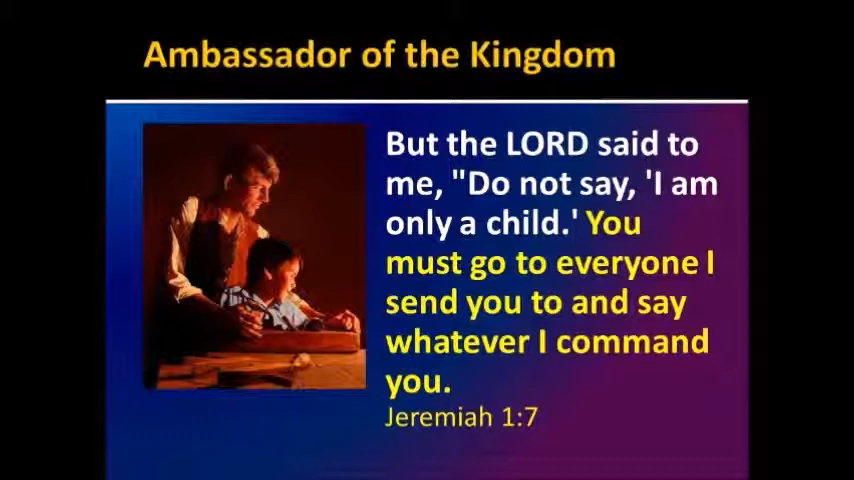 Ambassador of the Kingdom
But the LORD said to
me, "Do not say, 'I am
only a child.' You
must go to everyone I
send you to and say
whatever I command
you.
Jeremiah 1:7